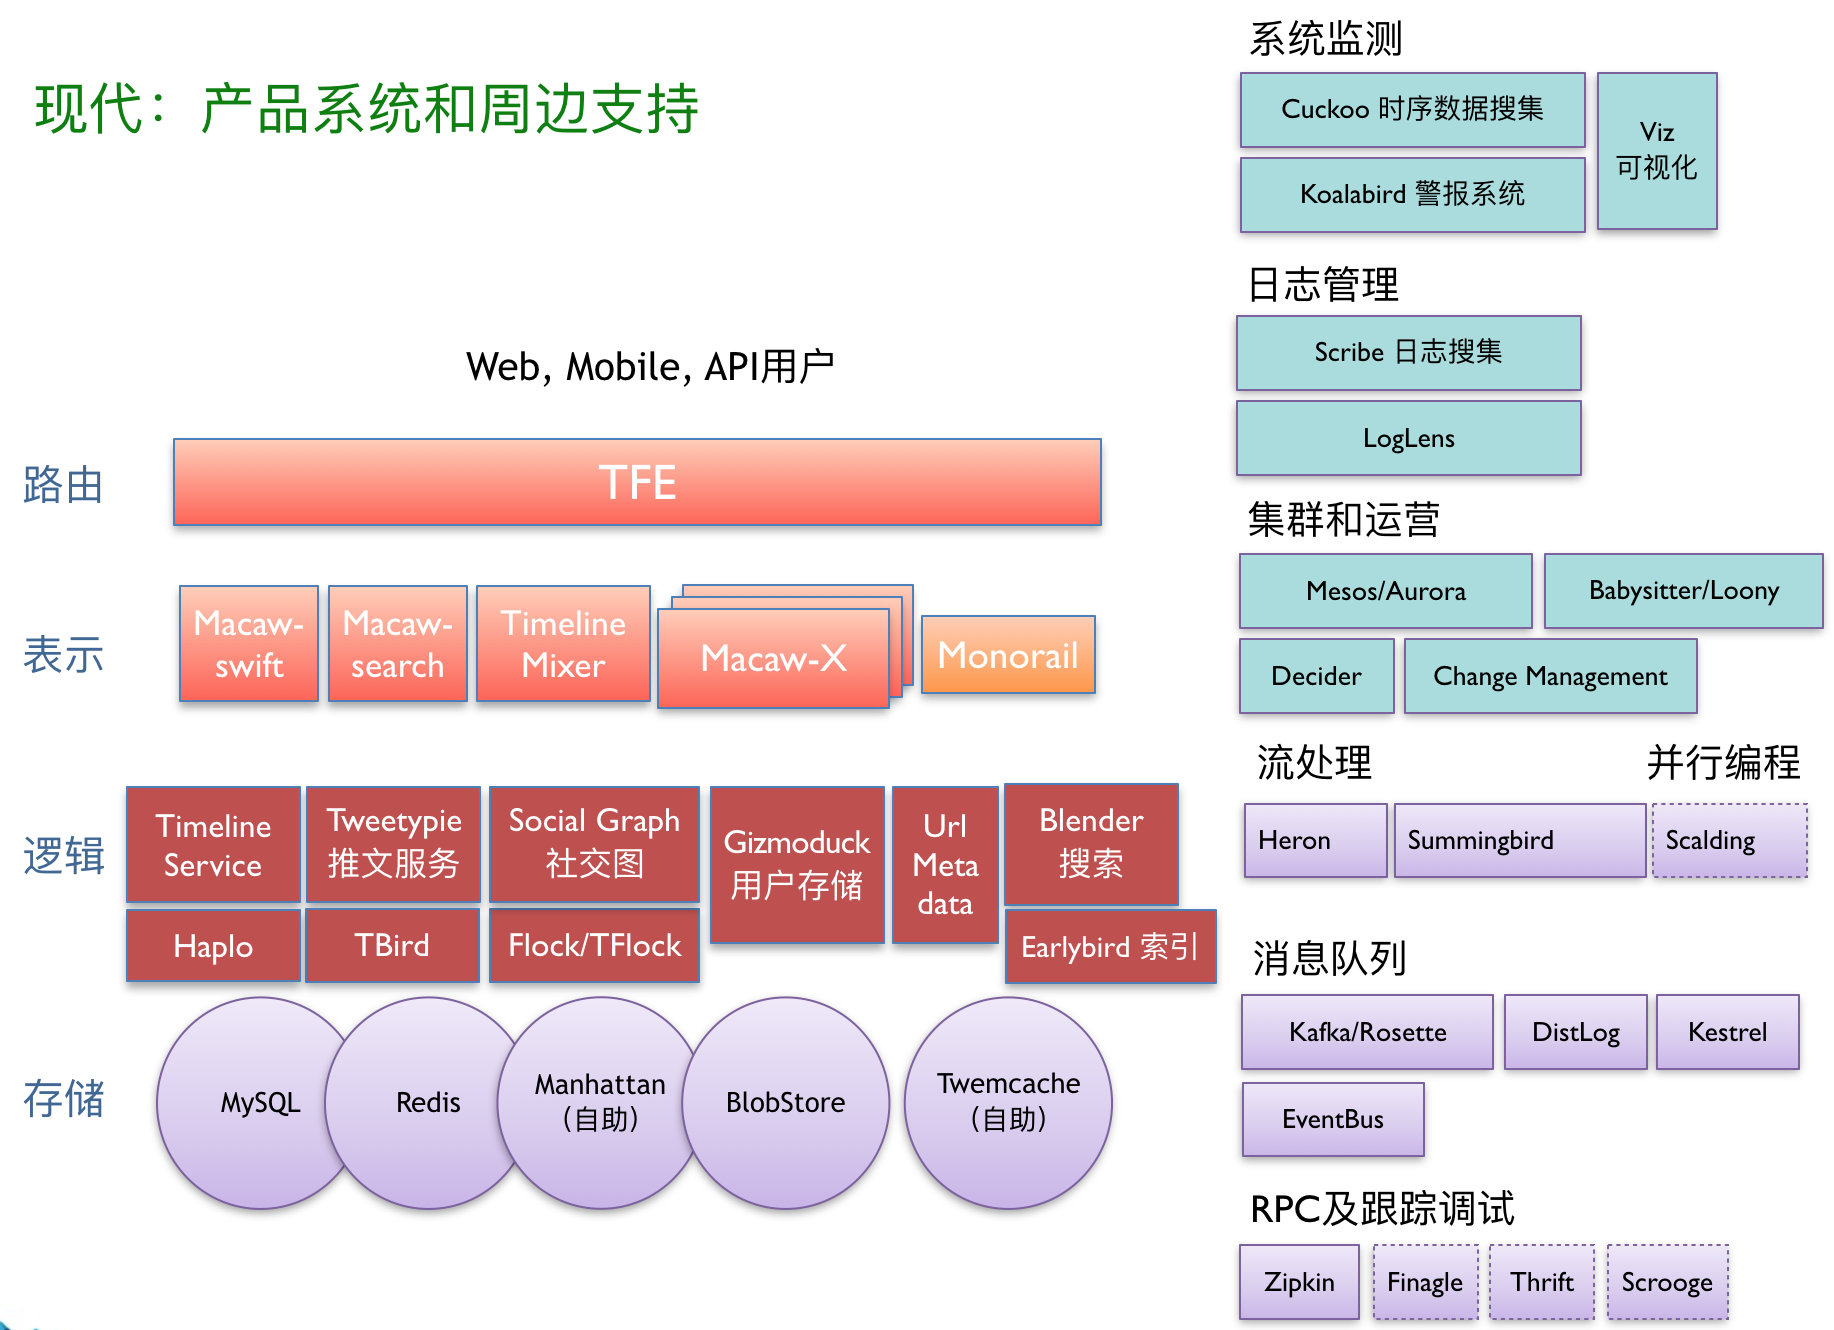 现代：产品系统和周边支持
Web, Mobile, API用户
路由
TFE
表示
Macaw-
swift
Macaw-
search
Timeline
Mixer
Macaw-X
Monorail
逻辑
Timeline
Service
Tweetypie
推文服务
Social Graph
社交图
Gizmoduck
用户存储
Url
Meta
data
Blender
搜索
Haplo
TBird
Flock/TFlock
Earlybird 索引
存储
MySQL
Redis
Manhattan
（自助）
BlobStore
Twemcache
（自助）
系统监测
Cuckoo 时序数据搜集
Koalabird 警报系统
Viz
可视化
日志管理
Scribe 日志搜集
LogLens
集群和运营
Mesos/Aurora
Babysitter/Loony
Decider
Change Management
流处理
并行编程
Heron
Summingbird
Scalding
消息队列
Kafka/Rosette
DistLog
Kestrel
EventBus
RPC及跟踪调试
Zipkin
Finagle
Thrift
Scrooge